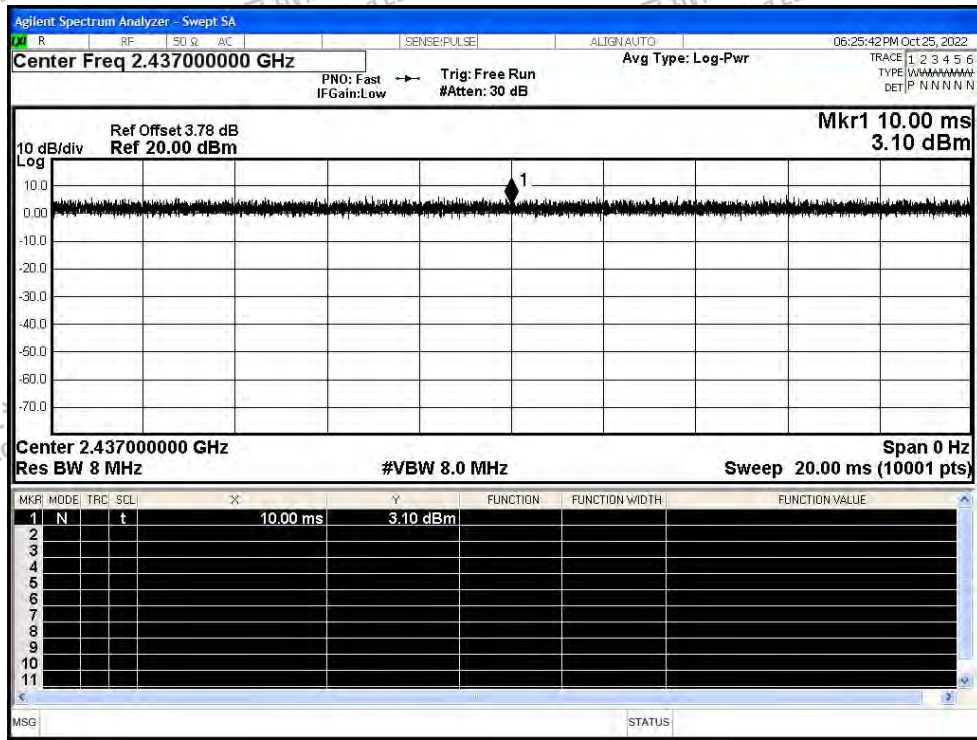 Agilent Spectrum Analyzer - Swept SA
LXI R RF 50 Ω AC SENSE:PULSE ALIGNAUTO 06:25:42 PM Oct 25, 2022
Center Freq 2.437000000 GHz
Avg Type: Log-Pwr
TRACE 1 2 3 4 5 6
PNO: Fast Trig: Free Run
TYPE WWWWWW
IFGain:Low #Atten: 30 dB
DET P N N N N N
Mkr1 10.00 ms
Ref Offset 3.78 dB
10 dB/div Ref 20.00 dBm 3.10 dBm
Log
10.0
1
0.00
-10.0
-20.0
-30.0
-40.0
-50.0
-60.0
-70.0
Center 2.437000000 GHz Span 0 Hz
Res BW 8 MHz #VBW 8.0 MHz Sweep 20.00 ms (10001 pts)
MKR MODE TRC SCL X Y FUNCTION FUNCTION WIDTH FUNCTION VALUE
1 N t 10.00 ms 3.10 dBm
2
3
4
5
6
7
8
9
10
11
MSG STATUS